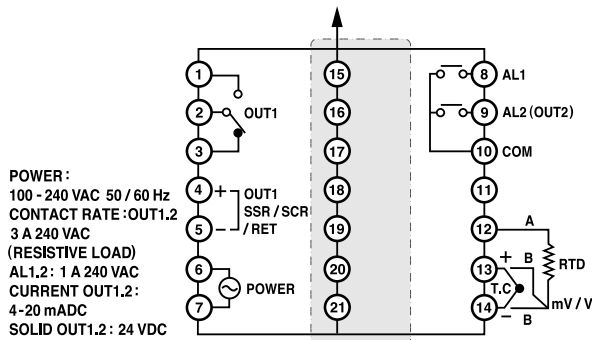 1
2
3
OUT1
4
5
+
−
OUT1
SSR / SCR
/ RET
6
7
POWER
15
16
17
18
19
20
21
8 AL1
9 AL2 (OUT2)
10 COM
11
12 A
13 + B
T.C
RTD
14 − B
mV / V
POWER :
100 - 240 VAC 50 / 60 Hz
CONTACT RATE : OUT1.2
3 A 240 VAC
(RESISTIVE LOAD)
AL1.2 : 1 A 240 VAC
CURRENT OUT1.2 :
4-20 mADC
SOLID OUT1.2 : 24 VDC